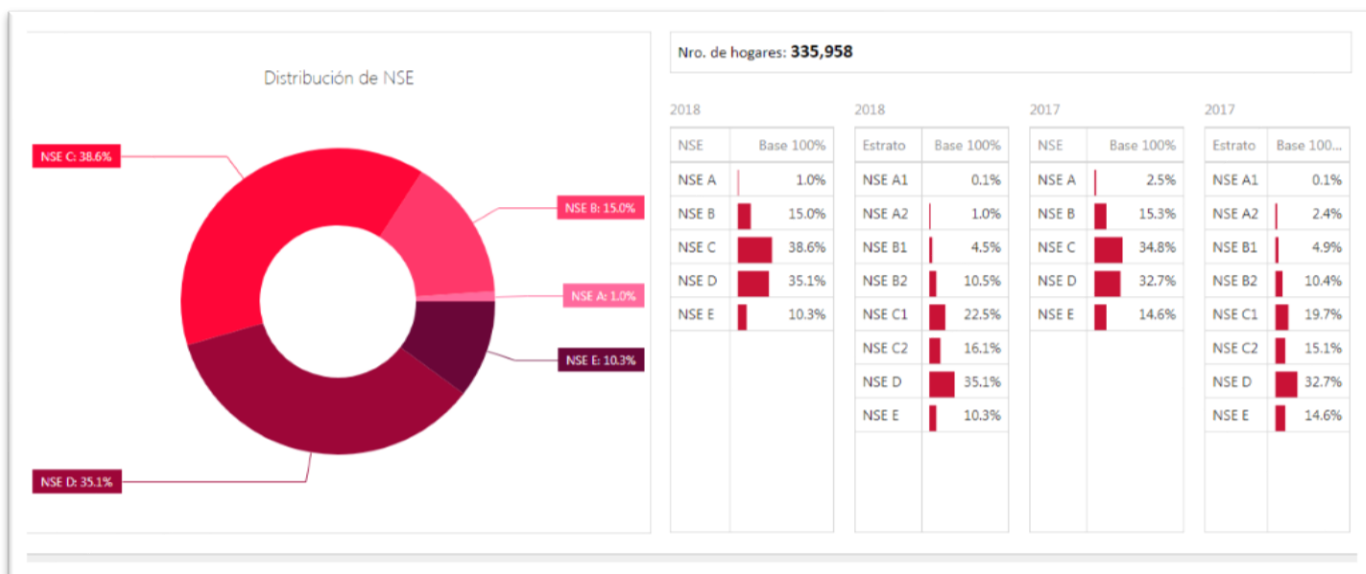 Distribución de NSE
NSE C: 38.6%
NSE B: 15.0%
NSE A: 1.0%
NSE E: 10.3%
NSE D: 35.1%
Nro. de hogares: 335,958
2018
NSE Base 100%
NSE A 1.0%
NSE B 15.0%
NSE C 38.6%
NSE D 35.1%
NSE E 10.3%
2018
Estrato Base 100%
NSE A1 0.1%
NSE A2 1.0%
NSE B1 4.5%
NSE B2 10.5%
NSE C1 22.5%
NSE C2 16.1%
NSE D 35.1%
NSE E 10.3%
2017
NSE Base 100%
NSE A 2.5%
NSE B 15.3%
NSE C 34.8%
NSE D 32.7%
NSE E 14.6%
2017
Estrato Base 100...
NSE A1 0.1%
NSE A2 2.4%
NSE B1 4.9%
NSE B2 10.4%
NSE C1 19.7%
NSE C2 15.1%
NSE D 32.7%
NSE E 14.6%